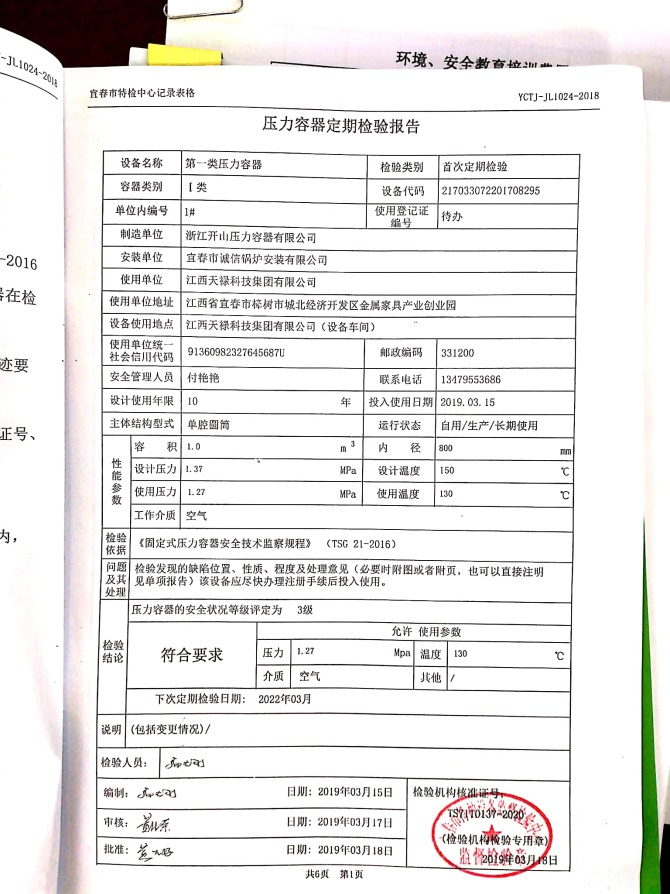 -JL1024-2018
环境、安全教育培训
-2016
器在检
迹要
证号、
内,
宜春市特检中心记录表格 YCTJ-JL1024-2018
压力容器定期检验报告
设备名称 第一类压力容器 检验类别 首次定期检验
容器类别 I 类 设备代码 217033072201708295
单位内编号 1# 使用登记证编号 待办
制造单位 浙江开山压力容器有限公司
安装单位 宜春市诚信锅炉安装有限公司
使用单位 江西天禄科技集团有限公司
使用单位地址 江西省宜春市樟树市城北经济开发区金属家具产业创业园
设备使用地点 江西天禄科技集团有限公司(设备车间)
使用单位统一社会信用代码 91360982327645687U 邮政编码 331200
安全管理人员 付艳艳 联系电话 13479553686
设计使用年限 10 年 投入使用日期 2019.03.15
主体结构型式 单腔圆筒 运行状态 自用/生产/长期使用
性能参数
容 积 1.0 m³ 内 径 800 mm
设计压力 1.37 MPa 设计温度 150 ℃
使用压力 1.27 MPa 使用温度 130 ℃
工作介质 空气
检验依据 《固定式压力容器安全技术监察规程》(TSG 21-2016)
问题及其处理 检验发现的缺陷位置、性质、程度及处理意见(必要时附图或者附页,也可以直接注明
见单项报告)该设备应尽快办理注册手续后投入使用。
检验结论
压力容器的安全状况等级评定为 3级
符合要求
允许 使用参数
压力 1.27 Mpa 温度 130 ℃
介质 空气 其他 /
下次定期检验日期: 2022年03月
说明 (包括变更情况)/
检验人员:
编制: 日期: 2019年03月15日 检验机构核准证号:
TS7110137-2020
审核: 日期: 2019年03月17日
(检验机构检验专用章)
批准: 日期: 2019年03月18日 2019年03月18日
监督检验章
共6页 第1页